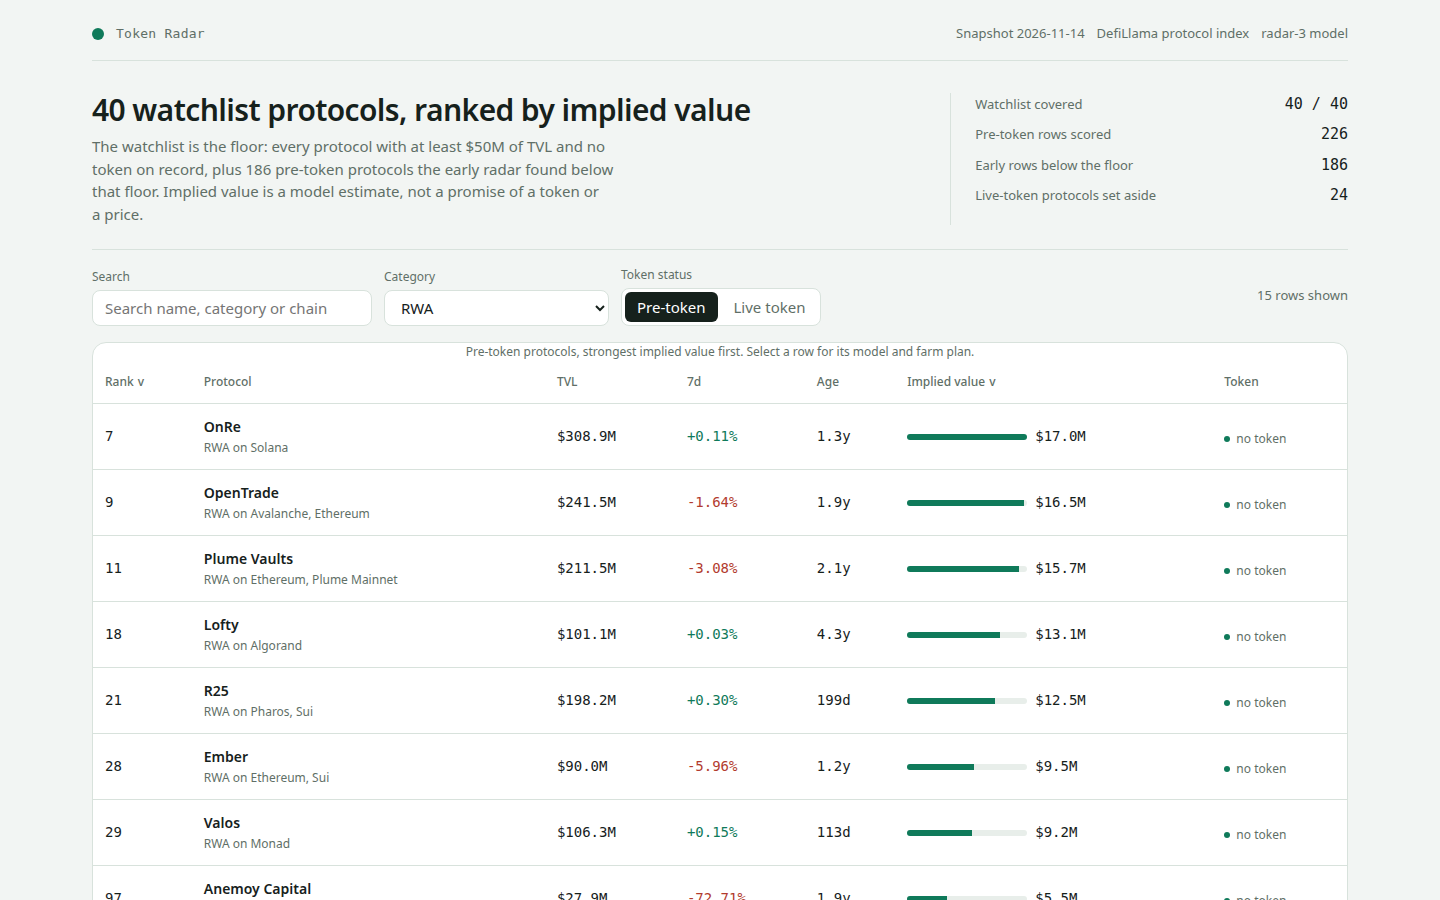 Token Radar
Snapshot 2026-11-14 DefiLlama protocol index radar-3 model
40 watchlist protocols, ranked by implied value
The watchlist is the floor: every protocol with at least $50M of TVL and no
token on record, plus 186 pre-token protocols the early radar found below
that floor. Implied value is a model estimate, not a promise of a token or
a price.
Watchlist covered 40 / 40
Pre-token rows scored 226
Early rows below the floor 186
Live-token protocols set aside 24
Search
Search name, category or chain
Category
RWA
Token status
Pre-token Live token
15 rows shown
Pre-token protocols, strongest implied value first. Select a row for its model and farm plan.
Rank v Protocol TVL 7d Age Implied value v Token
7 OnRe $308.9M +0.11% 1.3y $17.0M no token
RWA on Solana
9 OpenTrade $241.5M -1.64% 1.9y $16.5M no token
RWA on Avalanche, Ethereum
11 Plume Vaults $211.5M -3.08% 2.1y $15.7M no token
RWA on Ethereum, Plume Mainnet
18 Lofty $101.1M +0.03% 4.3y $13.1M no token
RWA on Algorand
21 R25 $198.2M +0.30% 199d $12.5M no token
RWA on Pharos, Sui
28 Ember $90.0M -5.96% 1.2y $9.5M no token
RWA on Ethereum, Sui
29 Valos $106.3M +0.15% 113d $9.2M no token
RWA on Monad
97 Anemoy Capital $27.9M -72.71% 1.9y $5.5M no token